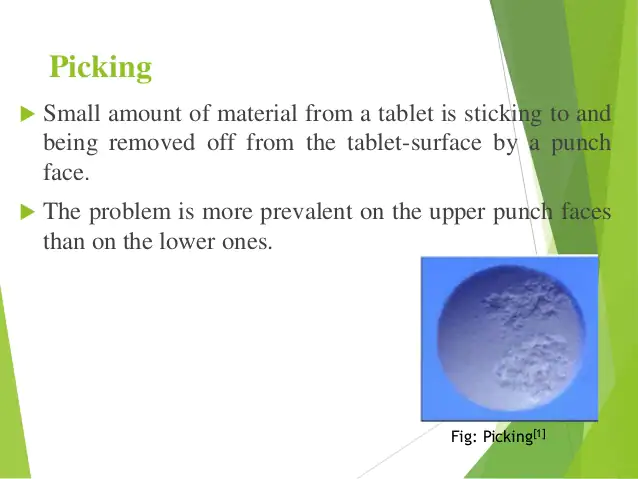 Picking
Small amount of material from a tablet is sticking to and
being removed off from the tablet-surface by a punch
face.
The problem is more prevalent on the upper punch faces
than on the lower ones.
Fig: Picking[1]